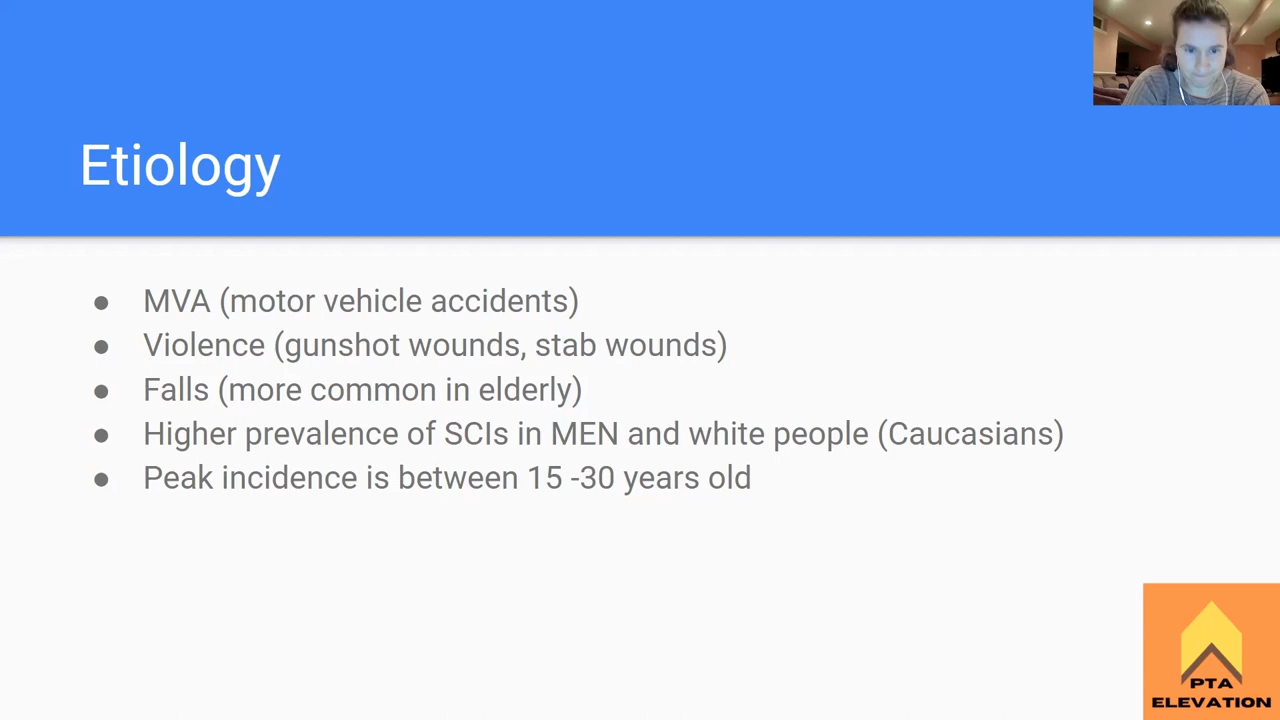 Etiology
● MVA (motor vehicle accidents)
● Violence (gunshot wounds, stab wounds)
● Falls (more common in elderly)
● Higher prevalence of SCIs in MEN and white people (Caucasians)
● Peak incidence is between 15 -30 years old
PTA
ELEVATION